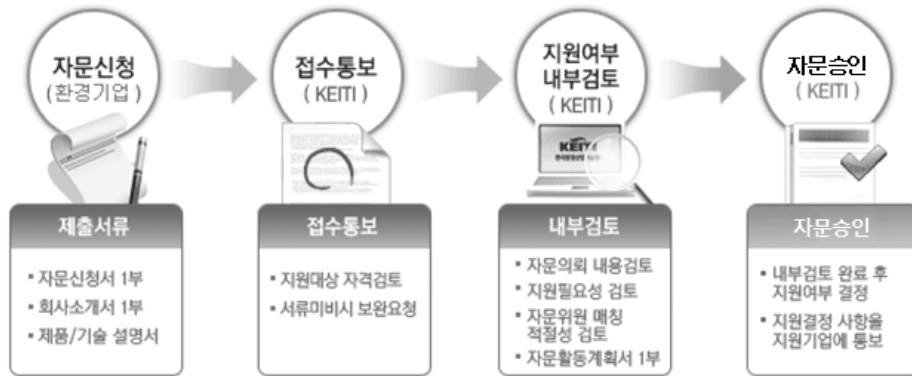 자문신청
(환경기업)
접수통보
(KEITI)
지원여부
내부검토
(KEITI)
자문승인
(KEITI)
KEITI
제출서류
▪ 자문신청서 1부
▪ 회사소개서 1부
▪ 제품/기술 설명서
접수통보
▪ 지원대상 자격검토
▪ 서류미비시 보완요청
내부검토
▪ 자문의뢰 내용검토
▪ 지원필요성 검토
▪ 자문위원 매칭
적절성 검토
▪ 자문활동계획서 1부
자문승인
▪ 내부검토 완료 후
지원여부 결정
▪ 지원결정 사항을
지원기업에 통보